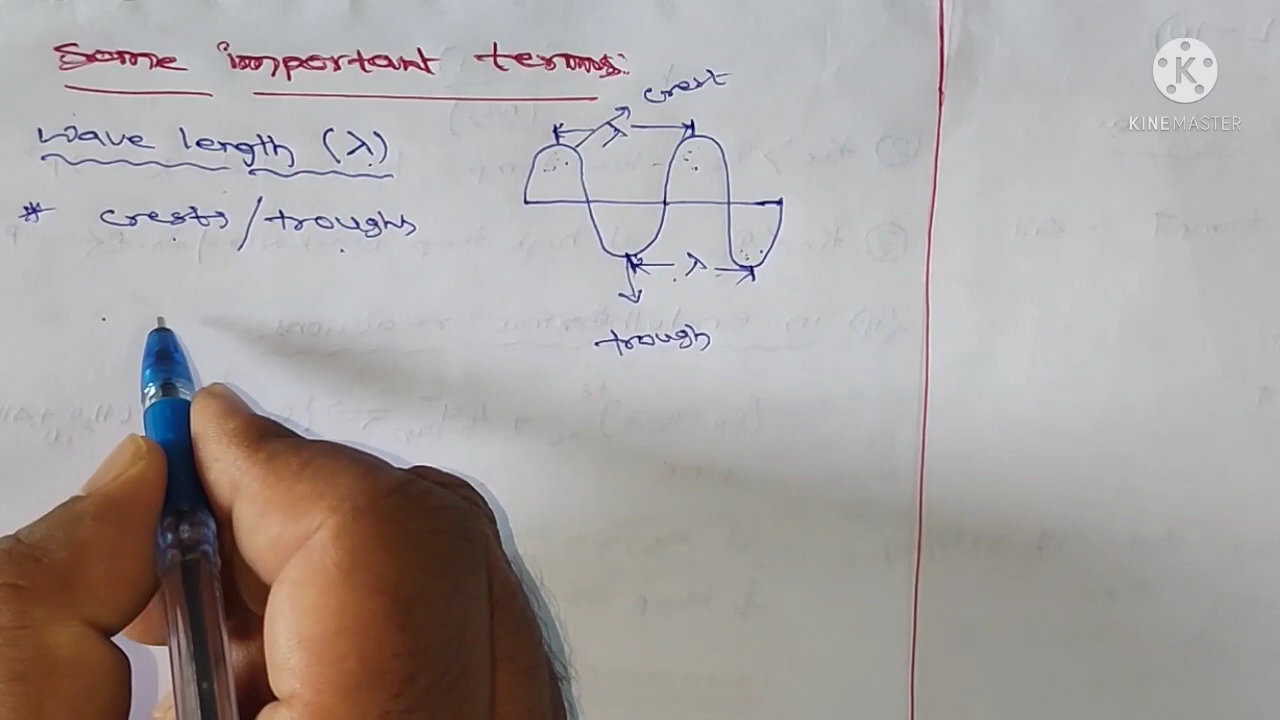 Some important terms:
Wave length (λ)
* crests/troughs
crest
λ
λ
trough
K
KINEMASTER